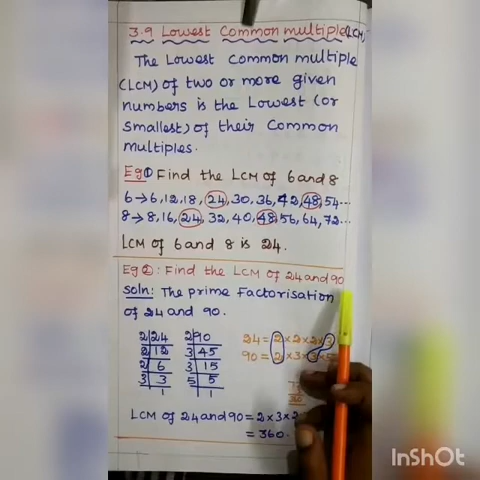 3.9 Lowest Common multiple (LCM)
The Lowest common multiple
(LCM) of two or more given
numbers is the Lowest (or
smallest) of their Common
multiples.
Eg① Find the LCM of 6 and 8
6 → 6, 12, 18, 24, 30, 36, 42, 48, 54...
8 → 8, 16, 24, 32, 40, 48, 56, 64, 72...
LCM of 6 and 8 is 24.
Eg②: Find the LCM of 24 and 90
Soln: The prime Factorisation
of 24 and 90.
2|24 2|90
2|12 3|45
2|6 3|15
3|3 5|5
1 1
24 = 2 × 2 × 2 × 3
90 = 2 × 3 × 3 × 5
LCM of 24 and 90 = 2 × 3 × 2
= 360.
InShOt